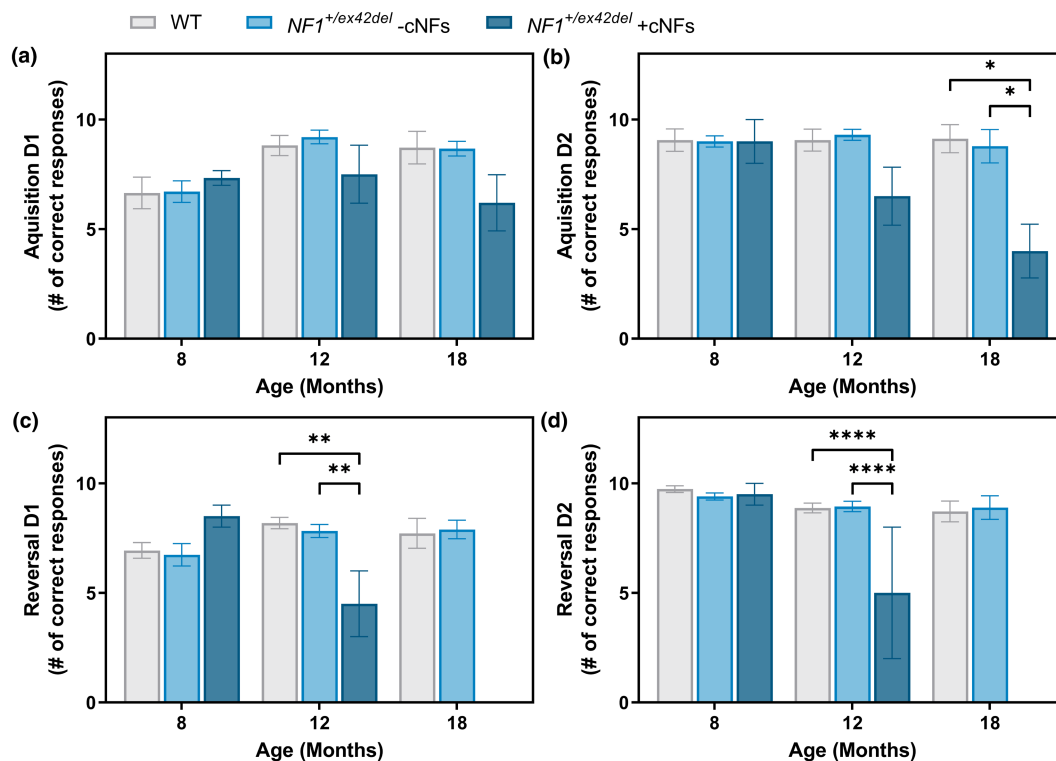 WT NF1+/ex42del -cNFs NF1+/ex42del +cNFs
(a)
Aquisition D1
(# of correct responses)
10
5
0
8 12 18
Age (Months)
(b)
Aquisition D2
(# of correct responses)
10
5
0
*
*
8 12 18
Age (Months)
(c)
Reversal D1
(# of correct responses)
10
5
0
**
**
8 12 18
Age (Months)
(d)
Reversal D2
(# of correct responses)
10
5
0
****
****
8 12 18
Age (Months)